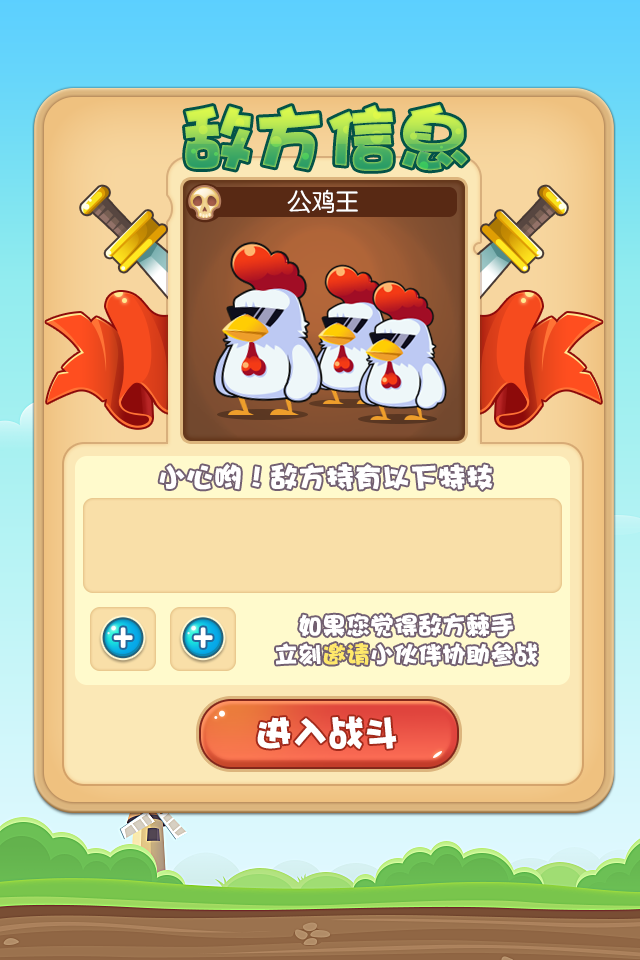 敌方信息
公鸡王
小心哟！敌方持有以下特技
如果您觉得敌方棘手
立刻邀请小伙伴协助参战
进入战斗